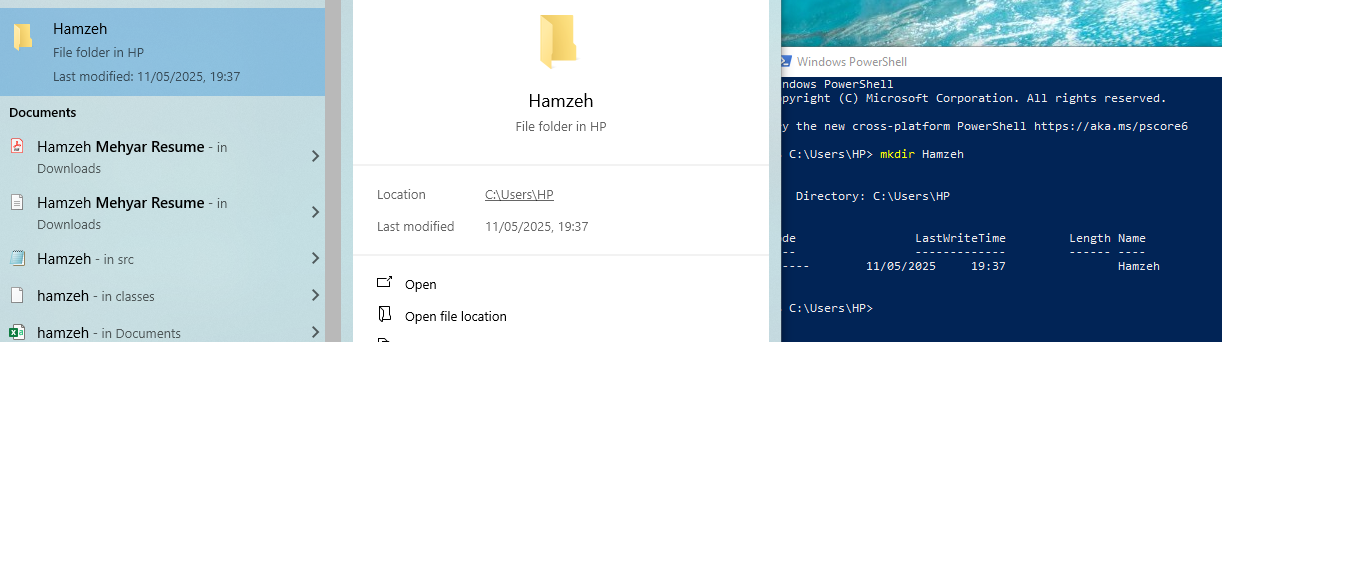 Hamzeh
File folder in HP
Last modified: 11/05/2025, 19:37
Documents
Hamzeh Mehyar Resume - in
Downloads
Hamzeh Mehyar Resume - in
Downloads
Hamzeh - in src
hamzeh - in classes
hamzeh - in Documents
Hamzeh
File folder in HP
Location C:\Users\HP
Last modified 11/05/2025, 19:37
Open
Open file location
Windows PowerShell
ndows PowerShell
pyright (C) Microsoft Corporation. All rights reserved.
y the new cross-platform PowerShell https://aka.ms/pscore6
C:\Users\HP> mkdir Hamzeh
Directory: C:\Users\HP
de LastWriteTime Length Name
-- ------------- ------ ----
---- 11/05/2025 19:37 Hamzeh
C:\Users\HP>